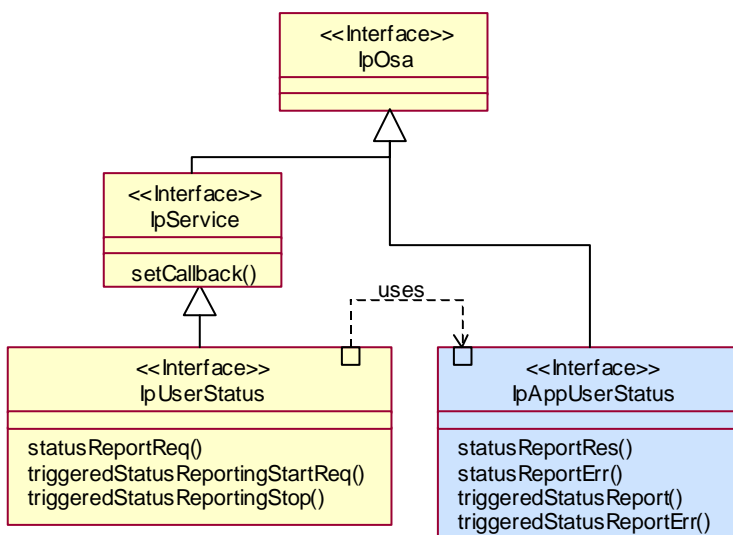 <<Interface>>
IpOsa
<<Interface>>
IpService
setCallback()
uses
<<Interface>>
IpUserStatus
statusReportReq()
triggeredStatusReportingStartReq()
triggeredStatusReportingStop()
<<Interface>>
IpAppUserStatus
statusReportRes()
statusReportErr()
triggeredStatusReport()
triggeredStatusReportErr()